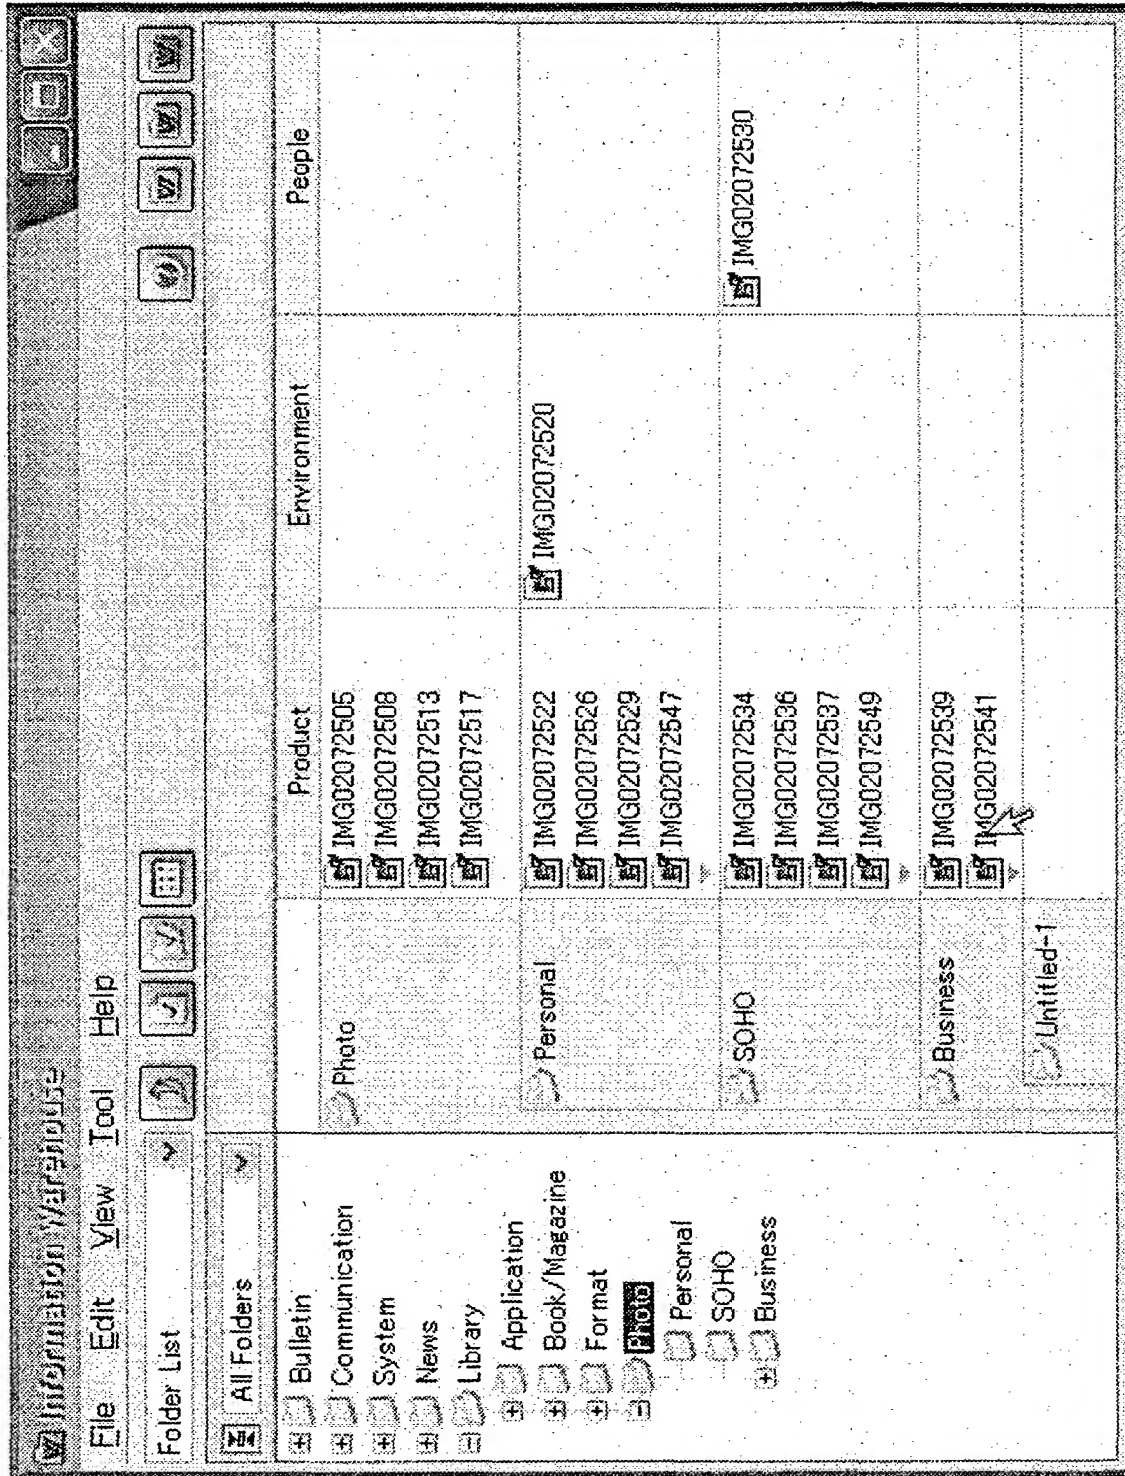 Information Warehouse
File Edit View Tool Help
Folder List
All Folders
Bulletin
Communication
System
News
Library
Application
Book/Magazine
Format
Photo
Personal
SOHO
Business
Product Environment People
Photo
IMG02072505
IMG02072508
IMG02072513
IMG02072517
Personal
IMG02072522 IMG02072520
IMG02072526
IMG02072529
IMG02072547
SOHO
IMG02072534 IMG02072530
IMG02072536
IMG02072537
IMG02072549
Business
IMG02072539
IMG02072541
Untitled-1